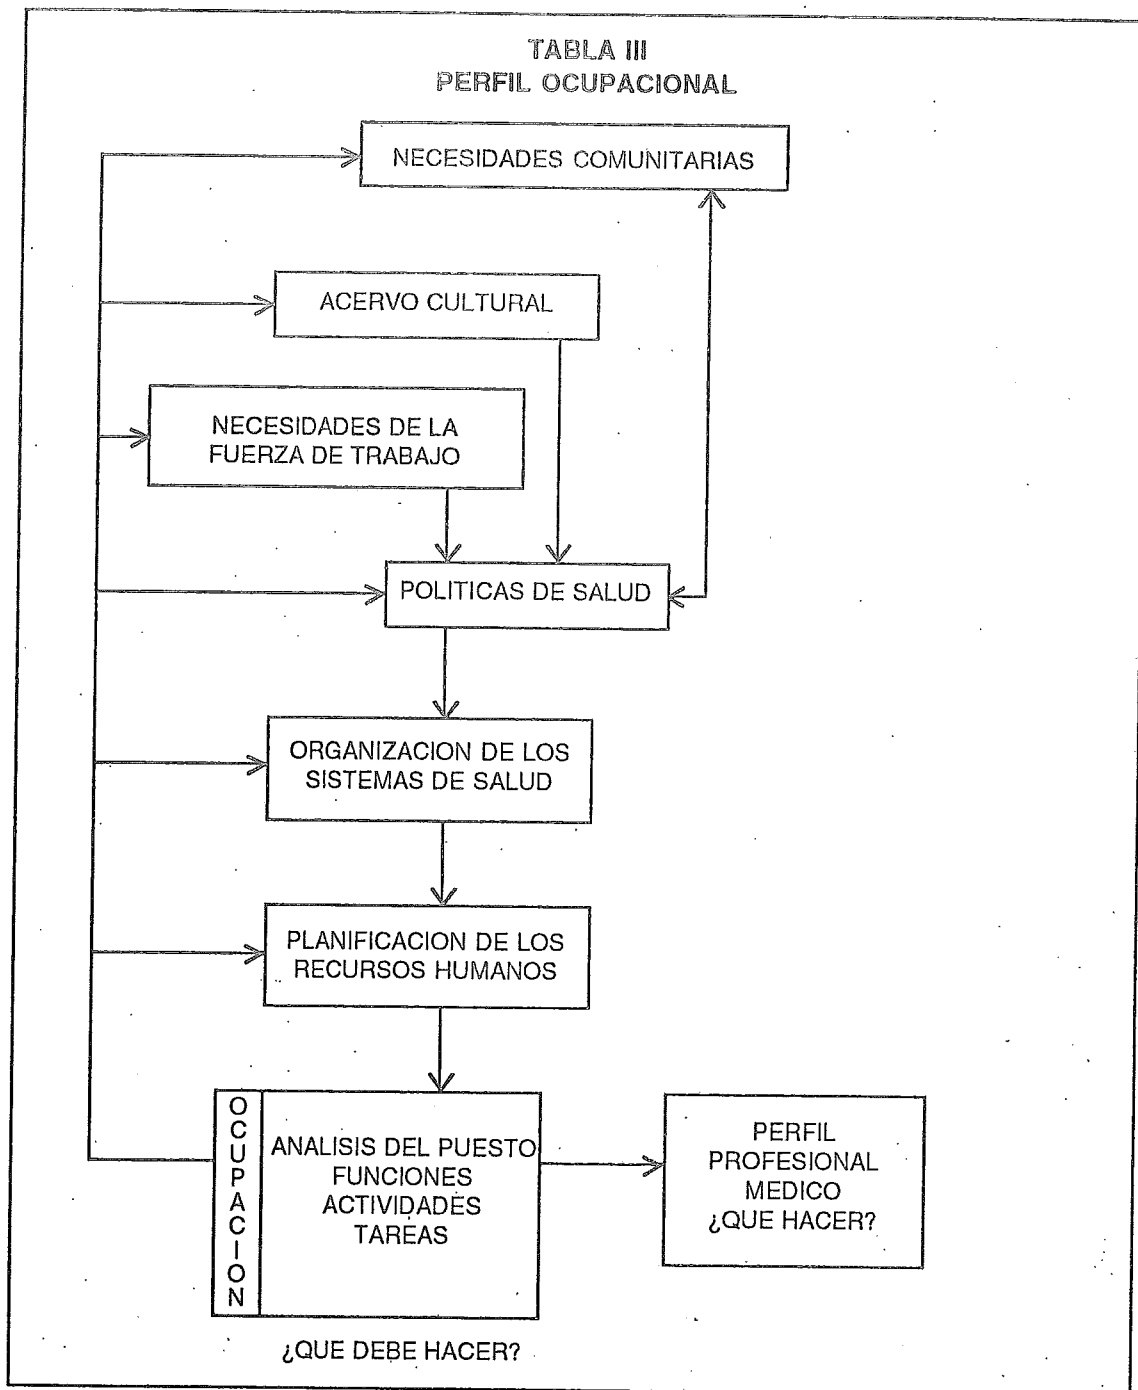 TABLA III
PERFIL OCUPACIONAL
NECESIDADES COMUNITARIAS
ACERVO CULTURAL
NECESIDADES DE LA
FUERZA DE TRABAJO
POLITICAS DE SALUD
ORGANIZACION DE LOS
SISTEMAS DE SALUD
PLANIFICACION DE LOS
RECURSOS HUMANOS
OCUPACION
ANALISIS DEL PUESTO
FUNCIONES
ACTIVIDADES
TAREAS
PERFIL
PROFESIONAL
MEDICO
¿QUE HACER?
¿QUE DEBE HACER?